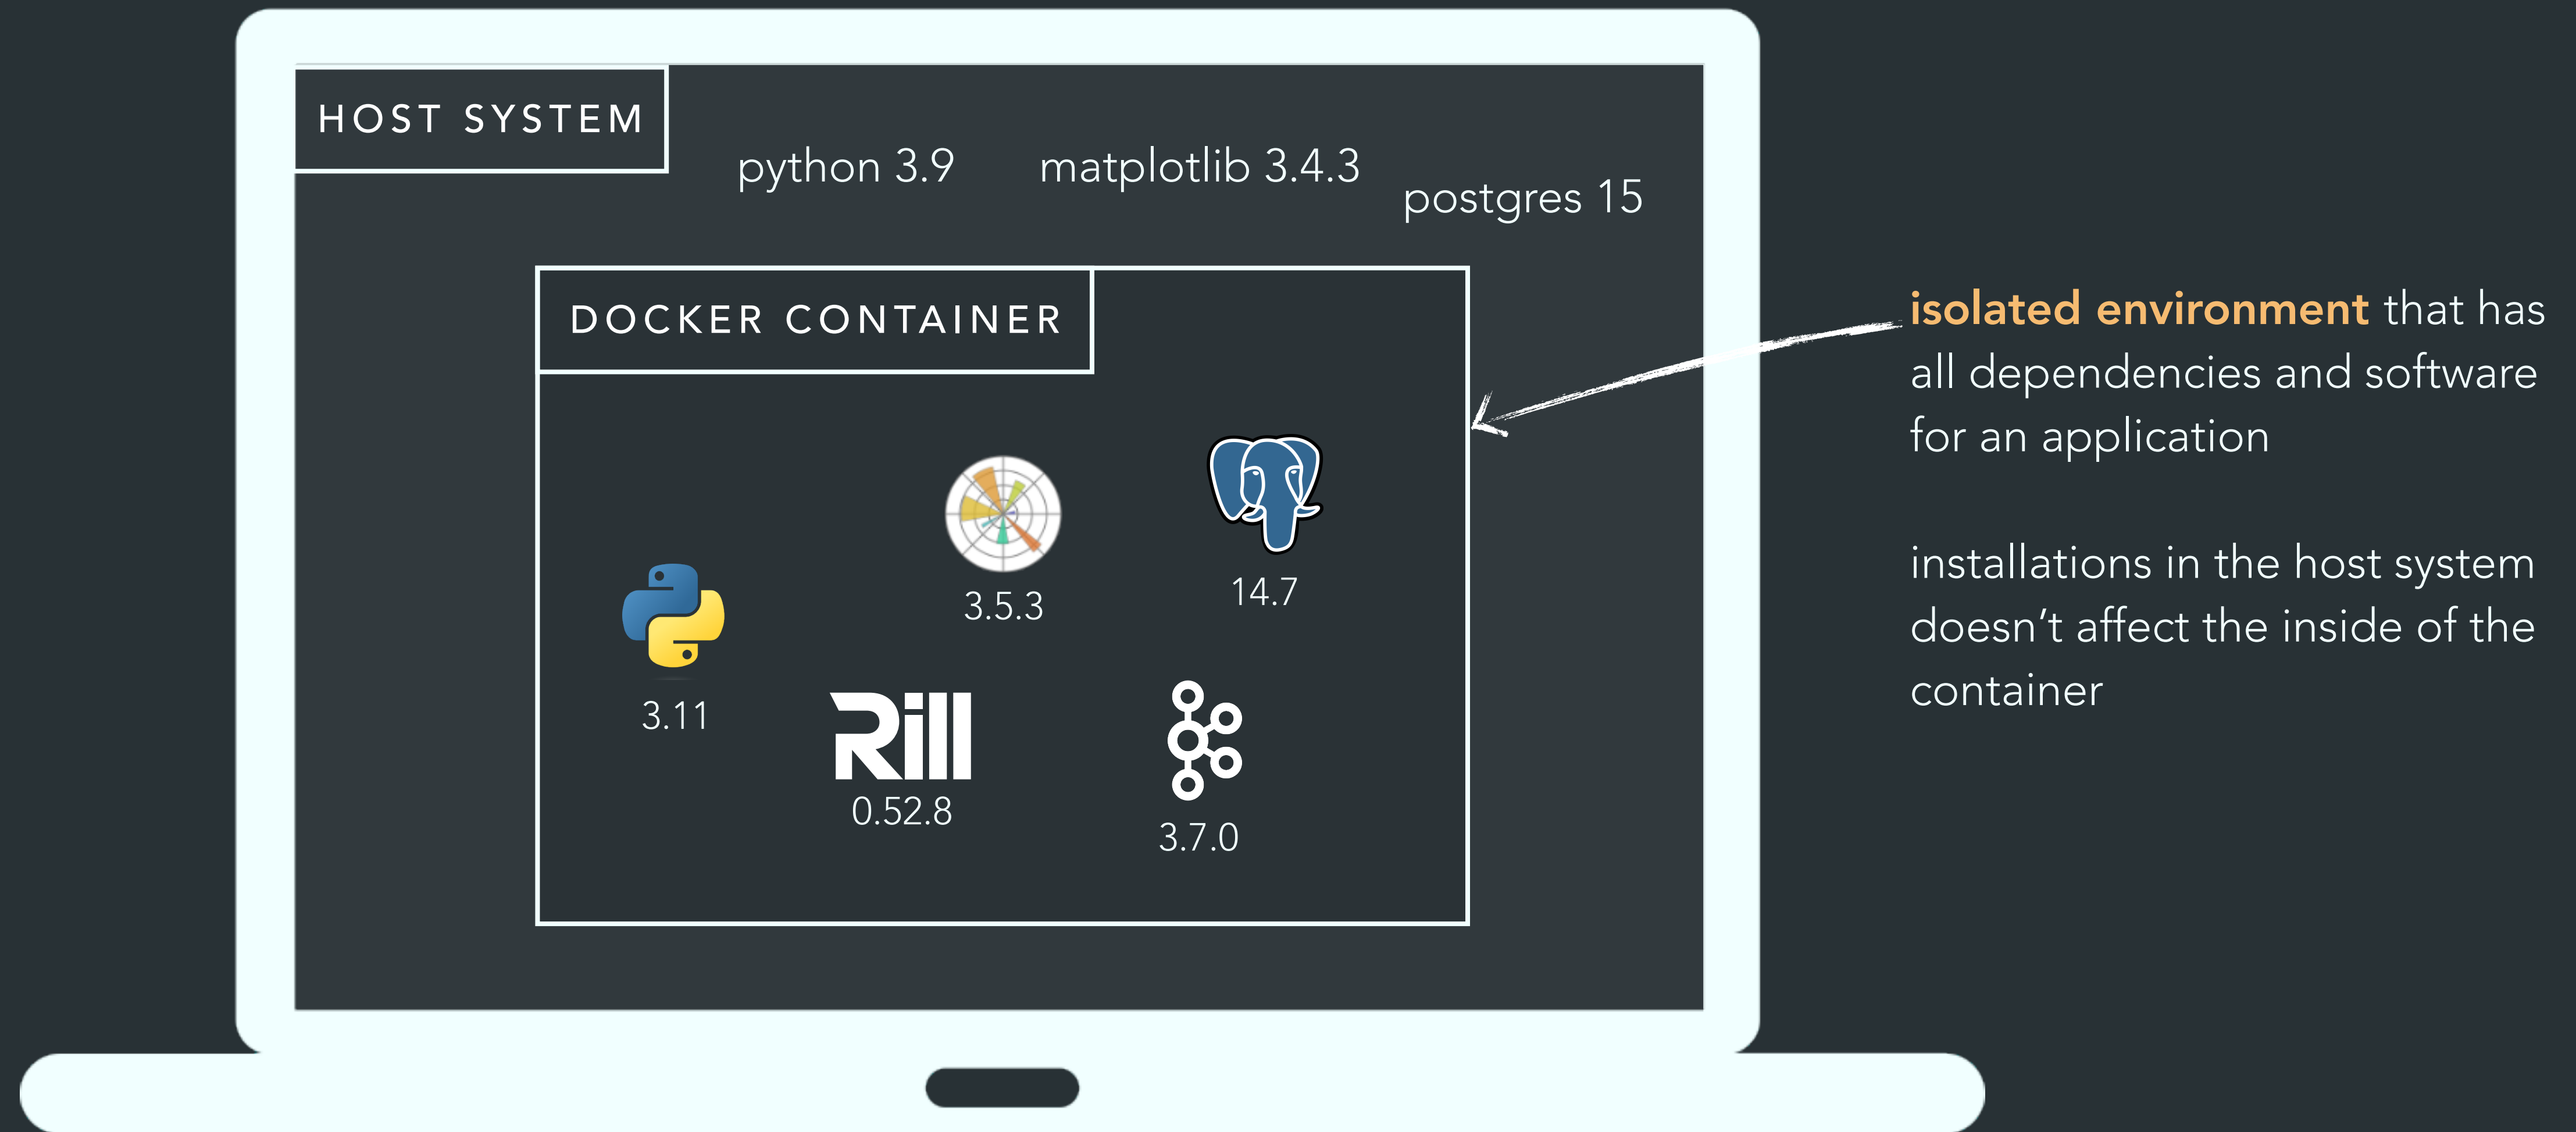 HOST SYSTEM
python 3.9
matplotlib 3.4.3
postgres 15
DOCKER CONTAINER
3.5.3
14.7
3.11
Rill
0.52.8
3.7.0
isolated environment that has
all dependencies and software
for an application
installations in the host system
doesn’t affect the inside of the
container